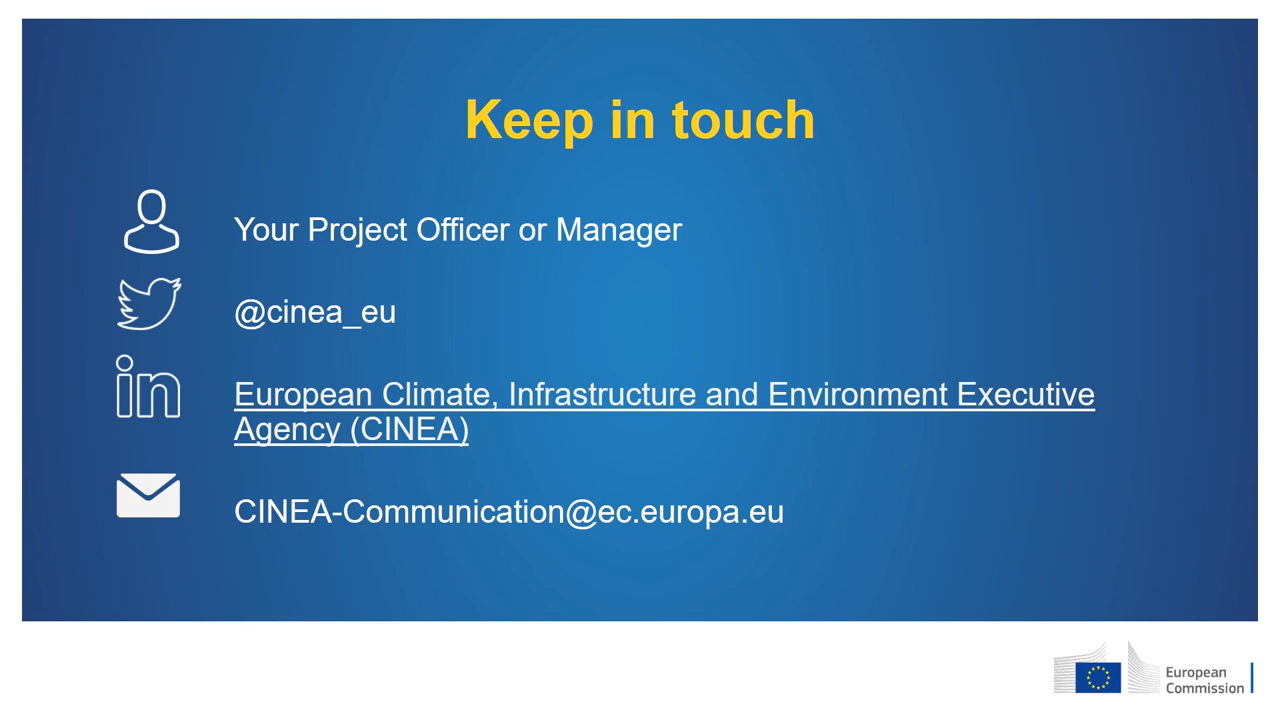 Keep in touch
Your Project Officer or Manager
@cinea_eu
European Climate, Infrastructure and Environment Executive
Agency (CINEA)
CINEA-Communication@ec.europa.eu
European
Commission